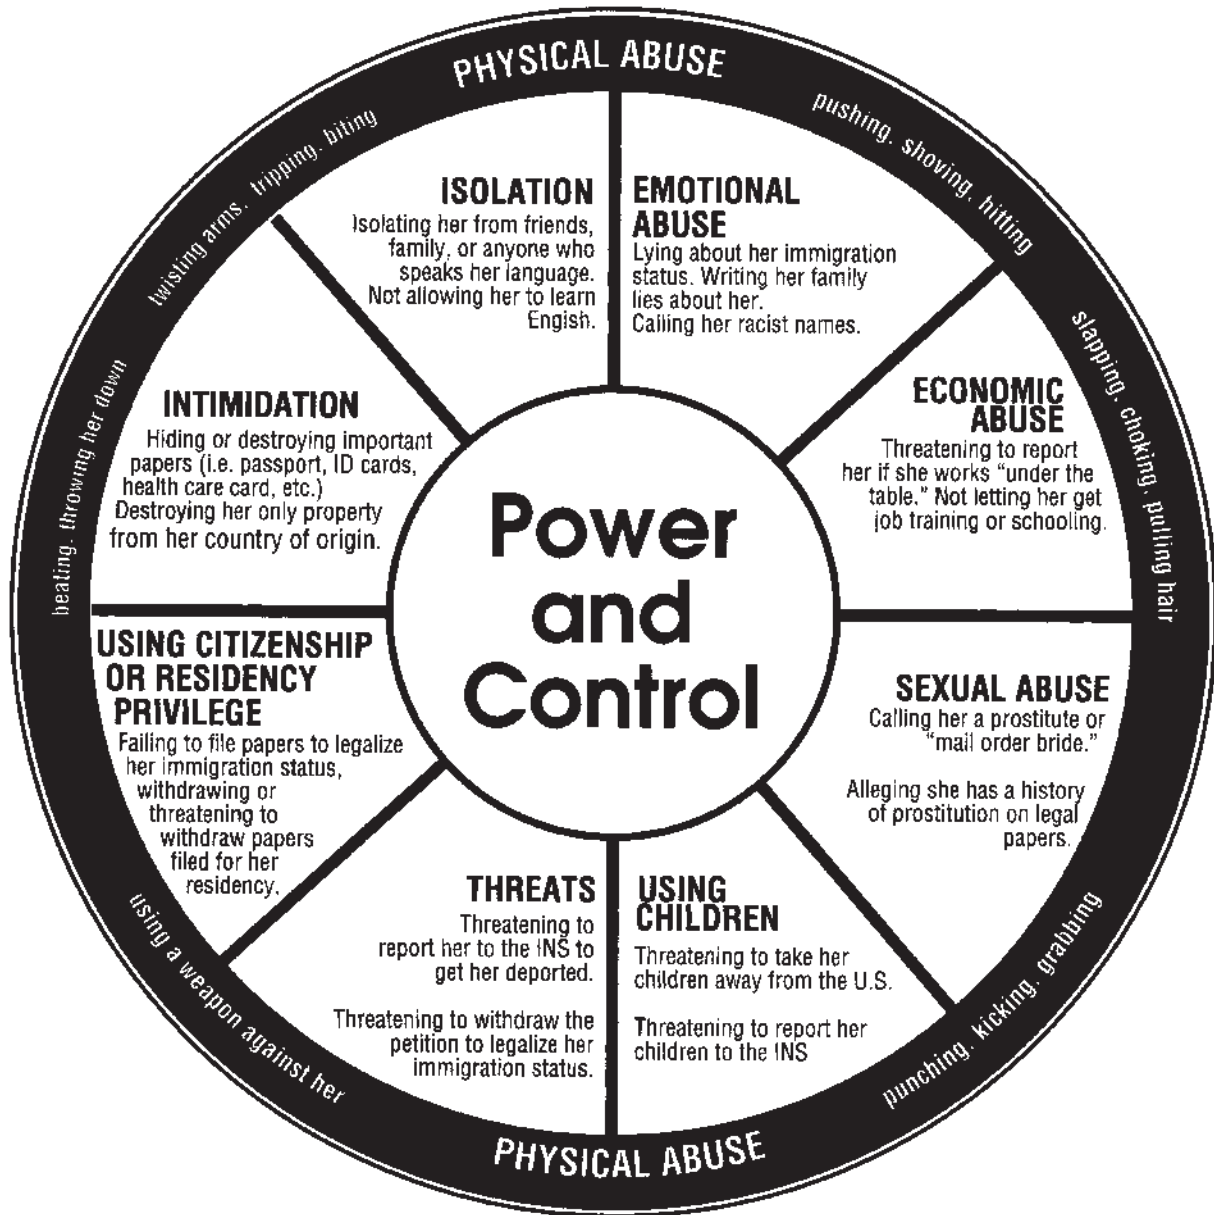 PHYSICAL ABUSE
pushing, shoving, hitting
slapping, choking, pulling hair
punching, kicking, grabbing
PHYSICAL ABUSE
using a weapon against her
beating, throwing her down
twisting arms, tripping, biting
ISOLATION
Isolating her from friends,
family, or anyone who
speaks her language.
Not allowing her to learn
Engish.
EMOTIONAL
ABUSE
Lying about her immigration
status. Writing her family
lies about her.
Calling her racist names.
ECONOMIC
ABUSE
Threatening to report
her if she works "under the
table." Not letting her get
job training or schooling.
SEXUAL ABUSE
Calling her a prostitute or
"mail order bride."
Alleging she has a history
of prostitution on legal
papers.
USING
CHILDREN
Threatening to take her
children away from the U.S.
Threatening to report her
children to the INS
THREATS
Threatening to
report her to the INS to
get her deported.
Threatening to withdraw the
petition to legalize her
immigration status.
USING CITIZENSHIP
OR RESIDENCY
PRIVILEGE
Failing to file papers to legalize
her immigration status,
withdrawing or
threatening to
withdraw papers
filed for her
residency.
INTIMIDATION
Hiding or destroying important
papers (i.e. passport, ID cards,
health care card, etc.)
Destroying her only property
from her country of origin.
Power
and
Control